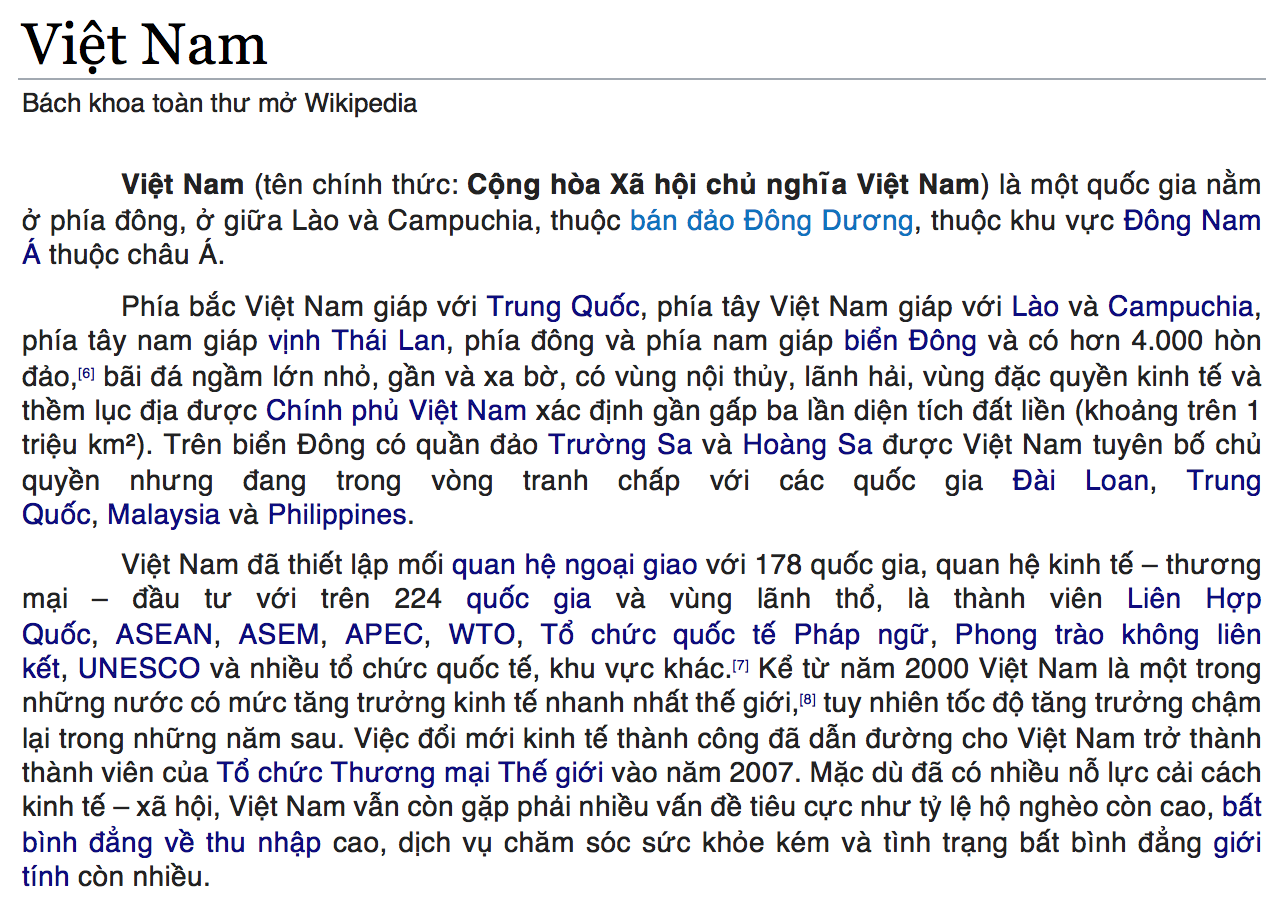 Việt Nam
Bách khoa toàn thư mở Wikipedia
Việt Nam (tên chính thức: Cộng hòa Xã hội chủ nghĩa Việt Nam) là một quốc gia nằm
ở phía đông, ở giữa Lào và Campuchia, thuộc bán đảo Đông Dương, thuộc khu vực Đông Nam
Á thuộc châu Á.
Phía bắc Việt Nam giáp với Trung Quốc, phía tây Việt Nam giáp với Lào và Campuchia,
phía tây nam giáp vịnh Thái Lan, phía đông và phía nam giáp biển Đông và có hơn 4.000 hòn
đảo,[6] bãi đá ngầm lớn nhỏ, gần và xa bờ, có vùng nội thủy, lãnh hải, vùng đặc quyền kinh tế và
thềm lục địa được Chính phủ Việt Nam xác định gần gấp ba lần diện tích đất liền (khoảng trên 1
triệu km²). Trên biển Đông có quần đảo Trường Sa và Hoàng Sa được Việt Nam tuyên bố chủ
quyền nhưng đang trong vòng tranh chấp với các quốc gia Đài Loan, Trung
Quốc, Malaysia và Philippines.
Việt Nam đã thiết lập mối quan hệ ngoại giao với 178 quốc gia, quan hệ kinh tế – thương
mại – đầu tư với trên 224 quốc gia và vùng lãnh thổ, là thành viên Liên Hợp
Quốc, ASEAN, ASEM, APEC, WTO, Tổ chức quốc tế Pháp ngữ, Phong trào không liên
kết, UNESCO và nhiều tổ chức quốc tế, khu vực khác.[7] Kể từ năm 2000 Việt Nam là một trong
những nước có mức tăng trưởng kinh tế nhanh nhất thế giới,[8] tuy nhiên tốc độ tăng trưởng chậm
lại trong những năm sau. Việc đổi mới kinh tế thành công đã dẫn đường cho Việt Nam trở thành
thành viên của Tổ chức Thương mại Thế giới vào năm 2007. Mặc dù đã có nhiều nỗ lực cải cách
kinh tế – xã hội, Việt Nam vẫn còn gặp phải nhiều vấn đề tiêu cực như tỷ lệ hộ nghèo còn cao, bất
bình đẳng về thu nhập cao, dịch vụ chăm sóc sức khỏe kém và tình trạng bất bình đẳng giới
tính còn nhiều.